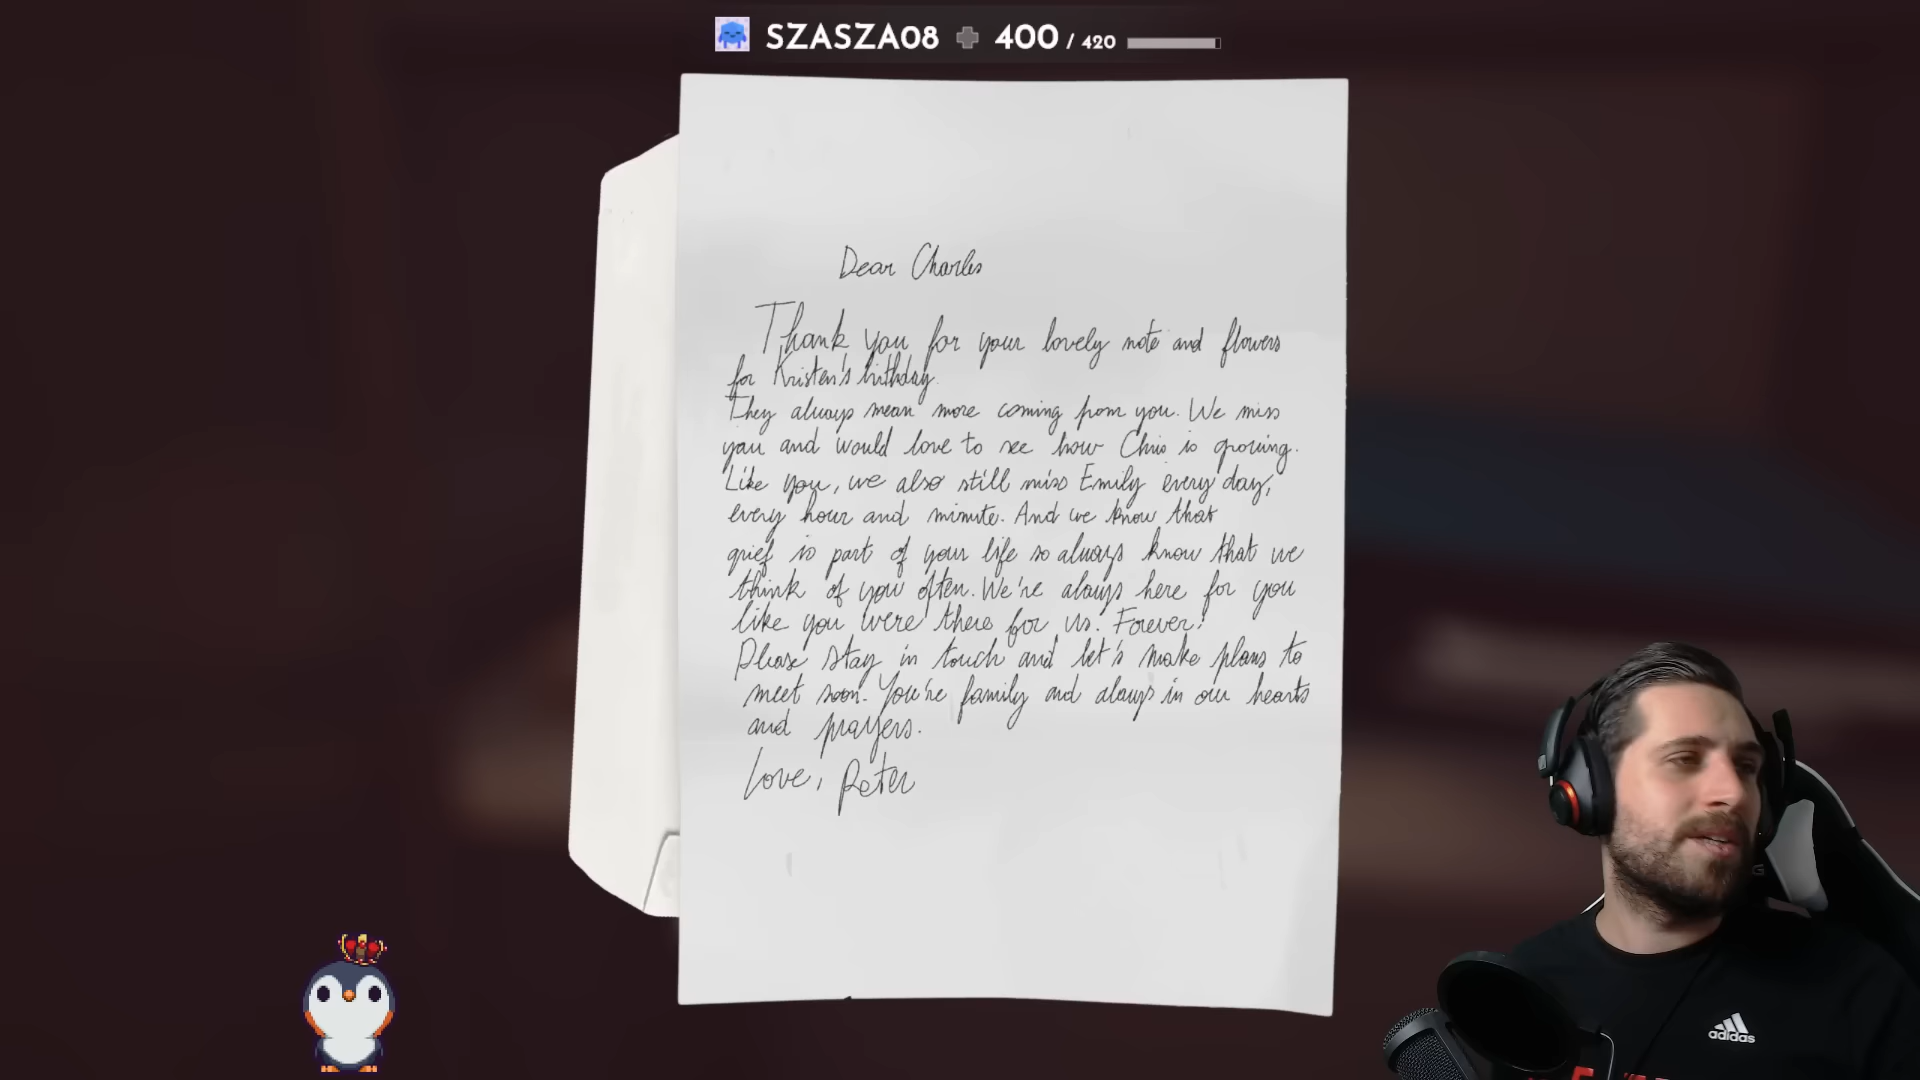 SZASZA08 400 / 420
Dear Charles
Thank you for your lovely note and flowers
for Kristen's birthday.
They always mean more coming from you. We miss
you and would love to see how Chris is growing.
Like you, we also still miss Emily every day,
every hour and minute. And we know that
grief is part of your life so always know that we
think of you often. We're always here for you
like you were there for us. Forever!
Please stay in touch and let's make plans to
meet soon. You're family and always in our hearts
and prayers.
Love, Peter
adidas